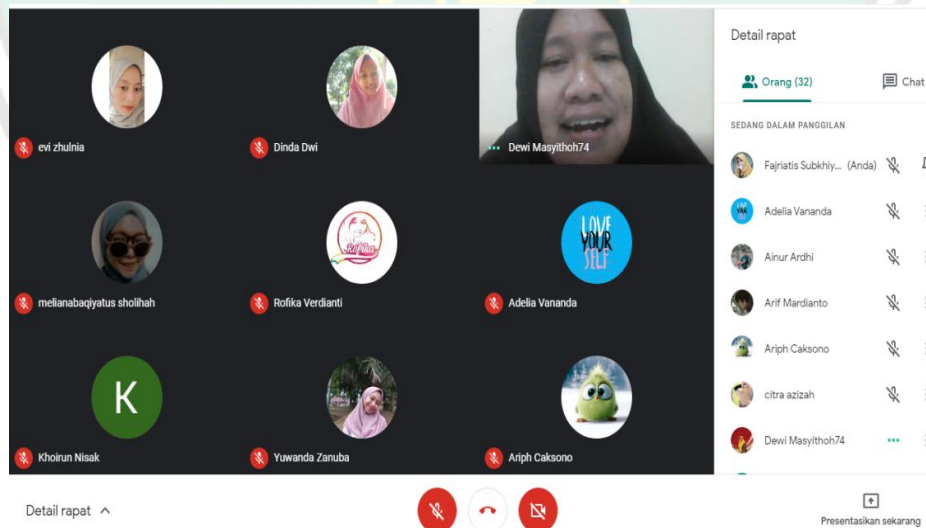 Detail rapat
Orang (32)
Chat
SEDANG DALAM PANGGILAN
evi zhulnia
Dinda Dwi
Dewi Masyithoh74
Fajriatis Subkhiy... (Anda)
Adelia Vananda
Ainur Ardhi
melianabaqiyatus sholihah
Rofika
Rofika Verdianti
LOVE
YOUR
SELF
Adelia Vananda
Arif Mardianto
Ariph Caksono
citra azizah
Dewi Masyithoh74
K
Khoirun Nisak
Yuwanda Zanuba
Ariph Caksono
Detail rapat
Presentasikan sekarang